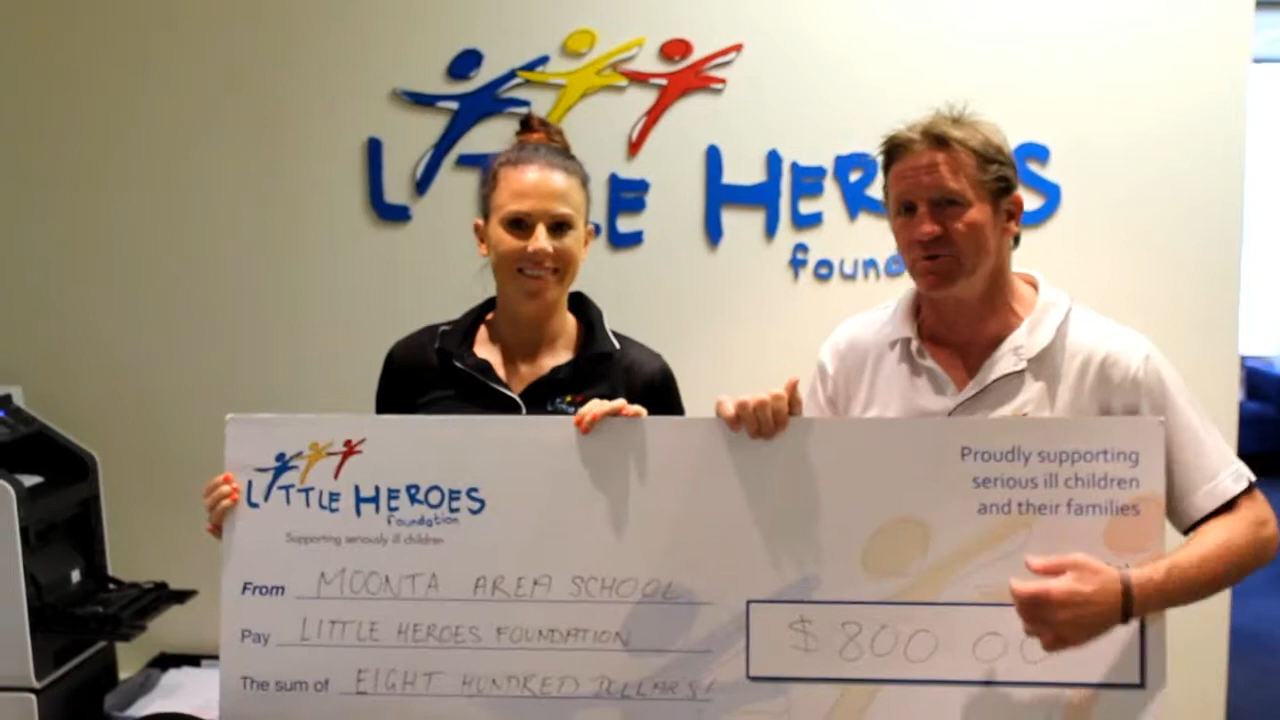 LITTLE HEROES
found
LITTLE HEROES
foundation
Supporting seriously ill children
Proudly supporting
serious ill children
and their families
From MOONTA AREA SCHOOL
Pay LITTLE HEROES FOUNDATION
$800 00
The sum of EIGHT HUNDRED DOLLARS